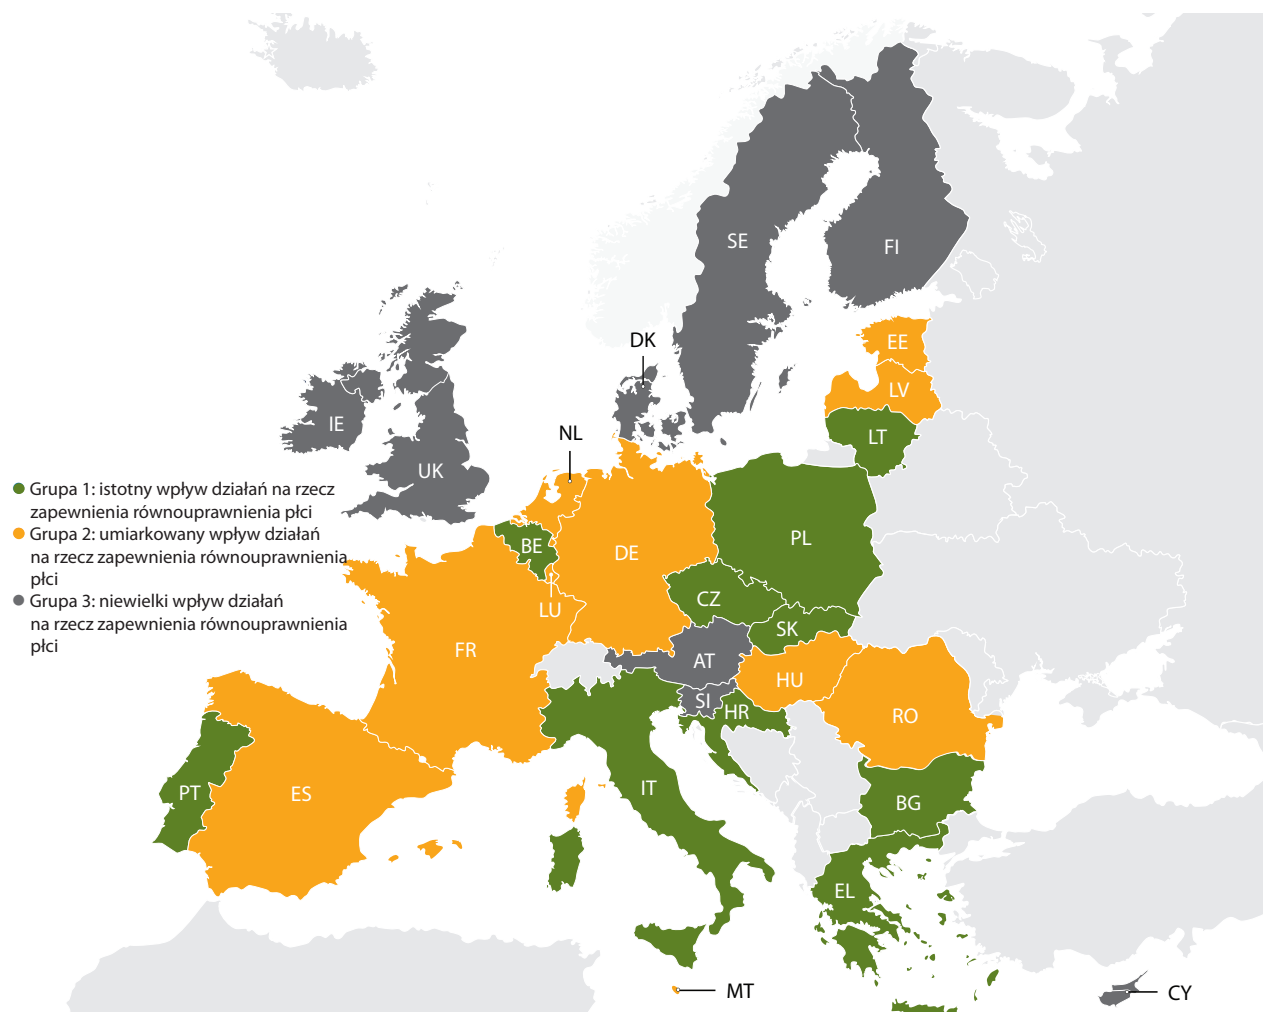 SE
FI
DK
EE
LV
LT
IE
UK
NL
Grupa 1: istotny wpływ działań na rzecz
zapewnienia równouprawnienia płci
Grupa 2: umiarkowany wpływ działań
na rzecz zapewnienia równouprawnienia
płci
Grupa 3: niewielki wpływ działań
na rzecz zapewnienia równouprawnienia
płci
BE
DE
PL
LU
CZ
SK
FR
AT
HU
SI
HR
RO
PT
ES
IT
BG
EL
MT
CY